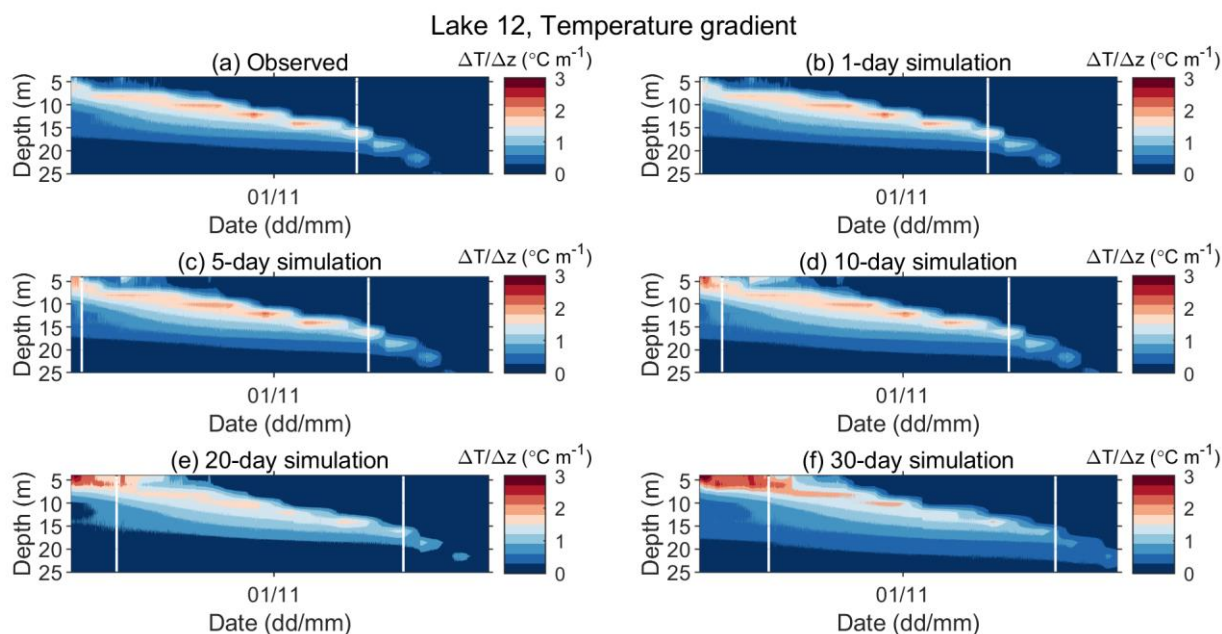 Lake 12, Temperature gradient
(a) Observed
ΔT/Δz (°C m⁻¹)
Depth (m)
5
10
15
20
25
01/11
Date (dd/mm)
3
2
1
0
(b) 1-day simulation
ΔT/Δz (°C m⁻¹)
Depth (m)
5
10
15
20
25
01/11
Date (dd/mm)
3
2
1
0
(c) 5-day simulation
ΔT/Δz (°C m⁻¹)
Depth (m)
5
10
15
20
25
01/11
Date (dd/mm)
3
2
1
0
(d) 10-day simulation
ΔT/Δz (°C m⁻¹)
Depth (m)
5
10
15
20
25
01/11
Date (dd/mm)
3
2
1
0
(e) 20-day simulation
ΔT/Δz (°C m⁻¹)
Depth (m)
5
10
15
20
25
01/11
Date (dd/mm)
3
2
1
0
(f) 30-day simulation
ΔT/Δz (°C m⁻¹)
Depth (m)
5
10
15
20
25
01/11
Date (dd/mm)
3
2
1
0